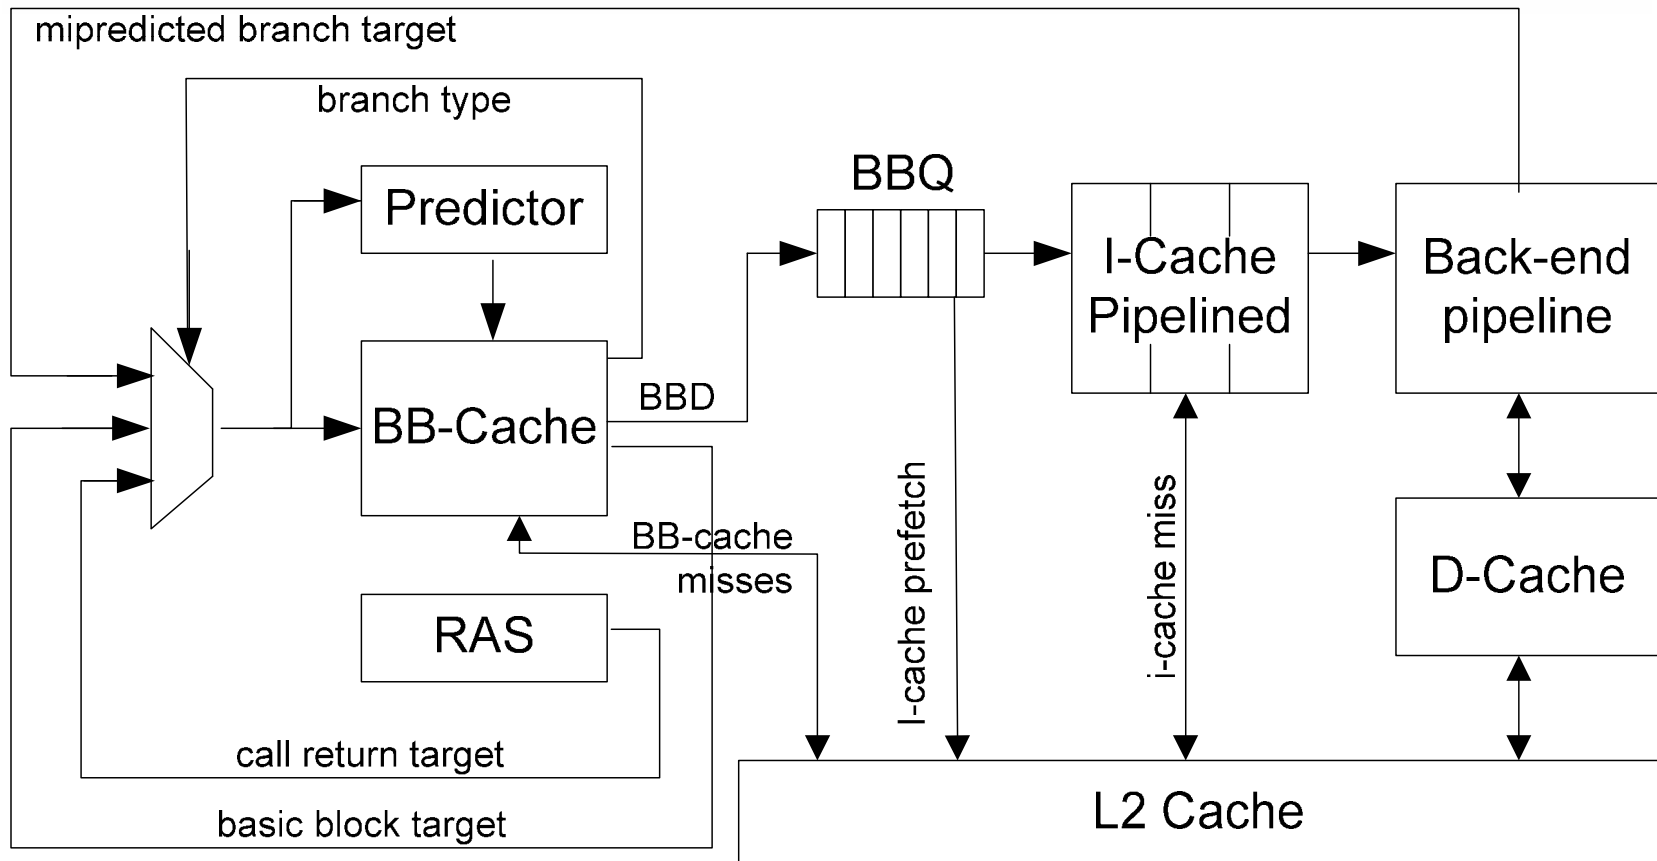 mipredicted branch target
branch type
BBQ
Predictor
I-Cache
Pipelined
Back-end
pipeline
BBD
BB-Cache
I-cache prefetch
i-cache miss
BB-cache
misses
D-Cache
RAS
call return target
basic block target
L2 Cache